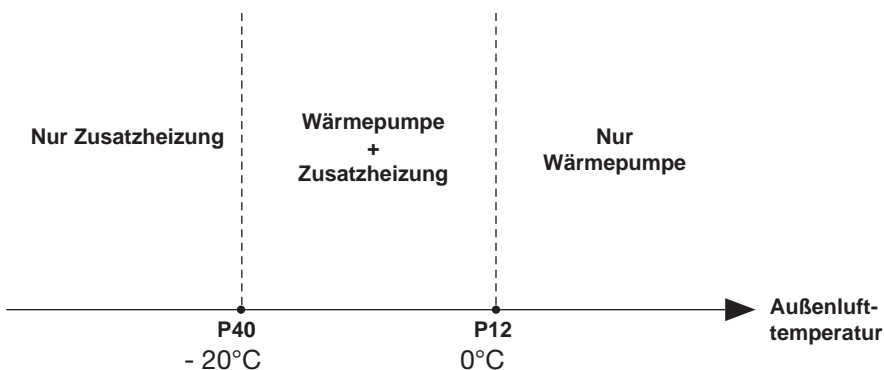 Nur Zusatzheizung
Wärmepumpe
+
Zusatzheizung
Nur
Wärmepumpe
Außenluft-
temperatur
P40
P12
- 20°C
0°C